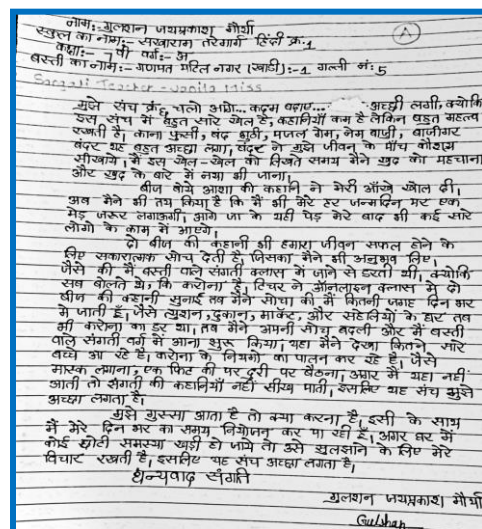 नाम:- गुलशन जयप्रकाश मौर्या
स्कुल का नाम:- सखाराम तरेगार्ग हिंदी क्र.1
कक्षा:- वी वर्ग:- अ
बस्ती का नाम:- गणपत पाटिल नगर (खाडी):-1 गल्ली नं:5
A
Sangati Teacher - Vanita Miss
मुझे संच क्र६, चलो आगे... कदम बढ़ाए... अच्छी लगी, क्योंकि
इस संच में बहुत सारे खेल है, कहानियाँ कम है लेकिन बहुत महत्व
रखती है, काना फुसी, बंद मुठ्ठी, पजल गेम, नेम बाजी, बाजीगर
बंदर यह बहुत अच्छा लगा, बंदर ने मुझे जीवन के पाँच कौशल
सीखाये, मैं इस खेल-खेल को लिखते समय मैंने खुद को पहचाना
और खुद के बारे में नया भी जाना,
बीज बोये आशा की कहानी ने मेरी आँखे खोल दी,
अब मैंने भी तय किया है कि मैं भी मेरे हर जन्मदिन पर एक
पेड़ जरूर लगाऊंगी, आगे जा के यही पेड़ मेरे बाद भी कई सारे
लोगो के काम में आएंगे,
दो बीज की कहानी भी हमारा जीवन सफल होने के
लिए सकारात्मक सोच देती है, जिसका मैंने भी अनुभव लिए,
जैसे की मैं बस्ती वाले संगती क्लास में जाने से डरती थी, क्योंकि
सब बोलते थे, कि करोना है, टिचर ने ऑनलाइन क्लास में दो
बीज की कहानी सुनाई तब मैंने सोचा की मैं कितनी जगह दिन भर
में जाती हुँ, जैसे ट्युशन, दुकान, मार्केट, और सहेलियों के घर तब
भी करोना का डर था, तब मैंने अपनी सोच बदली और मैं बस्ती
वाले संगती वर्ग में आना शुरू किया, यहा मैंने देखा कितने सारे
बच्चे आ रहे है, करोना के नियमो का पालन कर रहे है, जैसे
मास्क लगाना, एक फिट की पर दुरी पर बैठना, अगर मैं यहा नही
आती तो संगती की कहानियाँ नही सीख पाती, इसलिए यह संच मुझे
अच्छा लगता है,
मुझे गुस्सा आता है तो क्या करना है, इसी के साथ
मैं मेरे दिन भर का समय नियोजन कर पा रही हुँ, अगर घर में
कोई छोटी समस्या खड़ी हो जाये तो उसे सुलझाने के लिए मेरे
विचार रखती है, इसलिए यह संच अच्छा लगता है,
धन्यवाद संगति
गुलशन जयप्रकाश मौर्या
Gulshan